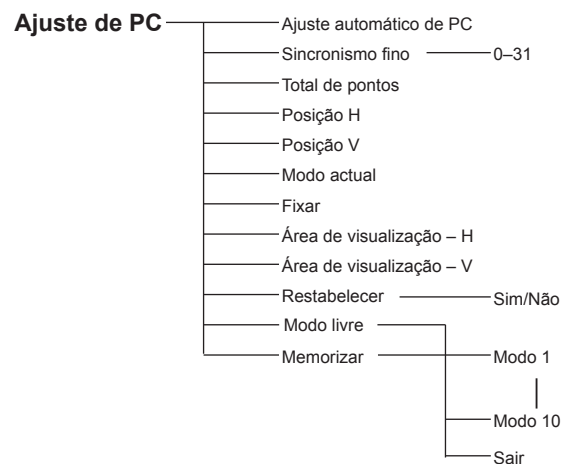 Ajuste de PC
Ajuste automático de PC
Sincronismo fino
0–31
Total de pontos
Posição H
Posição V
Modo actual
Fixar
Área de visualização – H
Área de visualização – V
Restabelecer
Sim/Não
Modo livre
Memorizar
Modo 1
Modo 10
Sair